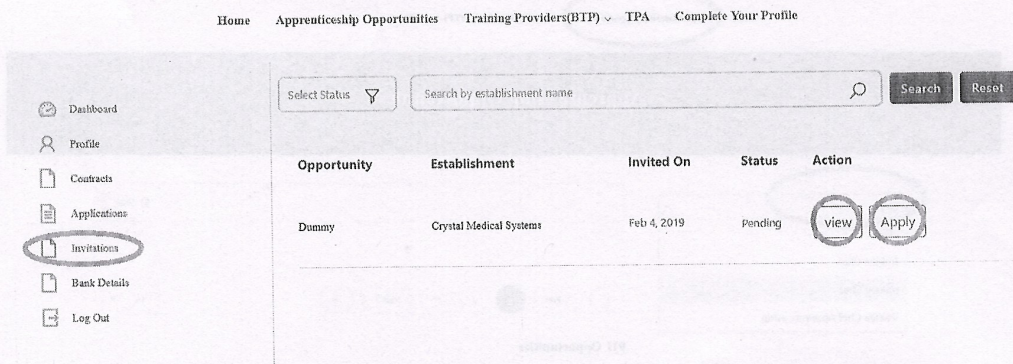 Home Apprenticeship Opportunities Training Providers(BTP) TPA Complete Your Profile
Select Status Search by establishment name Search Reset
Dashboard
Profile
Contracts
Applications
Invitations
Bank Details
Log Out
Opportunity Establishment Invited On Status Action
Dummy Crystal Medical Systems Feb 4, 2019 Pending view Apply